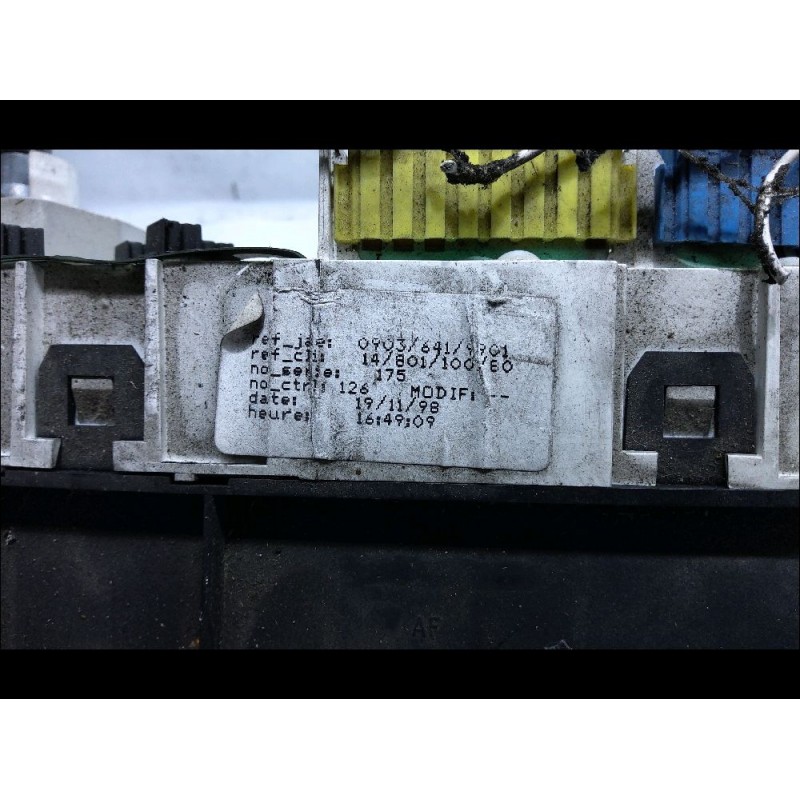 ref_jae: 0903/641/9901
ref_cli: 14/801/100/E0
no_serie: 175
no_ctrl: 126 MODIF: --
date: 19/11/98
heure: 16:49:09
AF